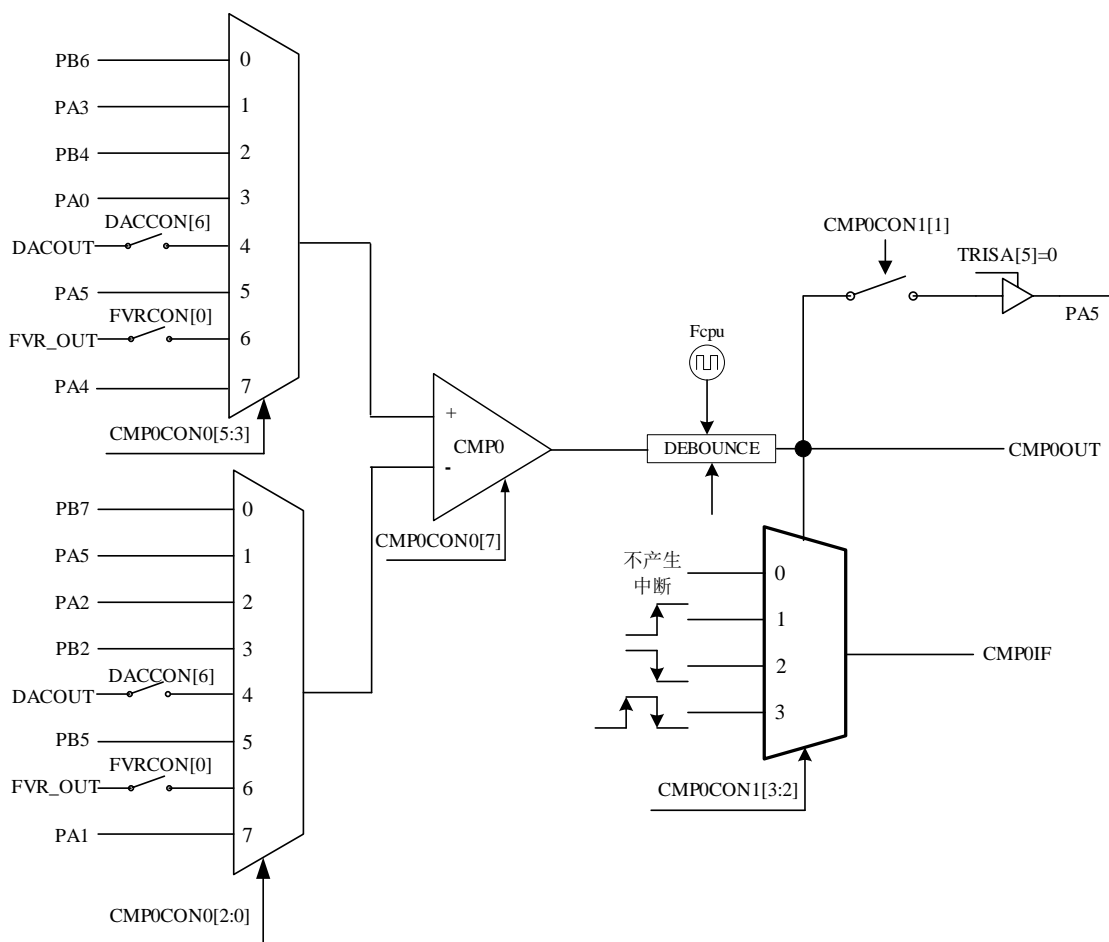 PB6
0
PA3
1
PB4
2
PA0
3
DACCON[6]
DACOUT
4
PA5
5
FVRCON[0]
FVR_OUT
6
PA4
7
CMP0CON0[5:3]
PB7
0
PA5
1
PA2
2
PB2
3
DACCON[6]
DACOUT
4
PB5
5
FVRCON[0]
FVR_OUT
6
PA1
7
CMP0CON0[2:0]
+
CMP0
-
CMP0CON0[7]
Fcpu
DEBOUNCE
CMP0CON1[1]
TRISA[5]=0
PA5
CMP0OUT
不产生
中断
0
1
2
3
CMP0IF
CMP0CON1[3:2]